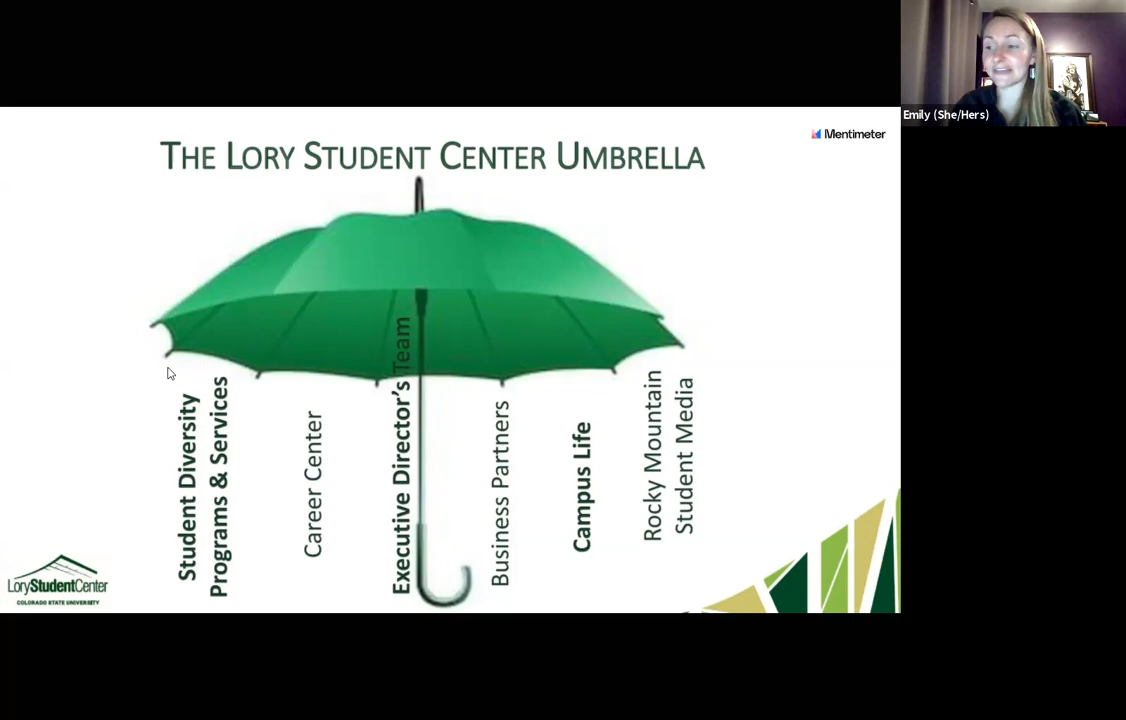 Emily (She/Hers)
Mentimeter
THE LORY STUDENT CENTER UMBRELLA
Student Diversity
Programs & Services
Career Center
Executive Director's Team
Business Partners
Campus Life
Rocky Mountain
Student Media
LoryStudentCenter
COLORADO STATE UNIVERSITY